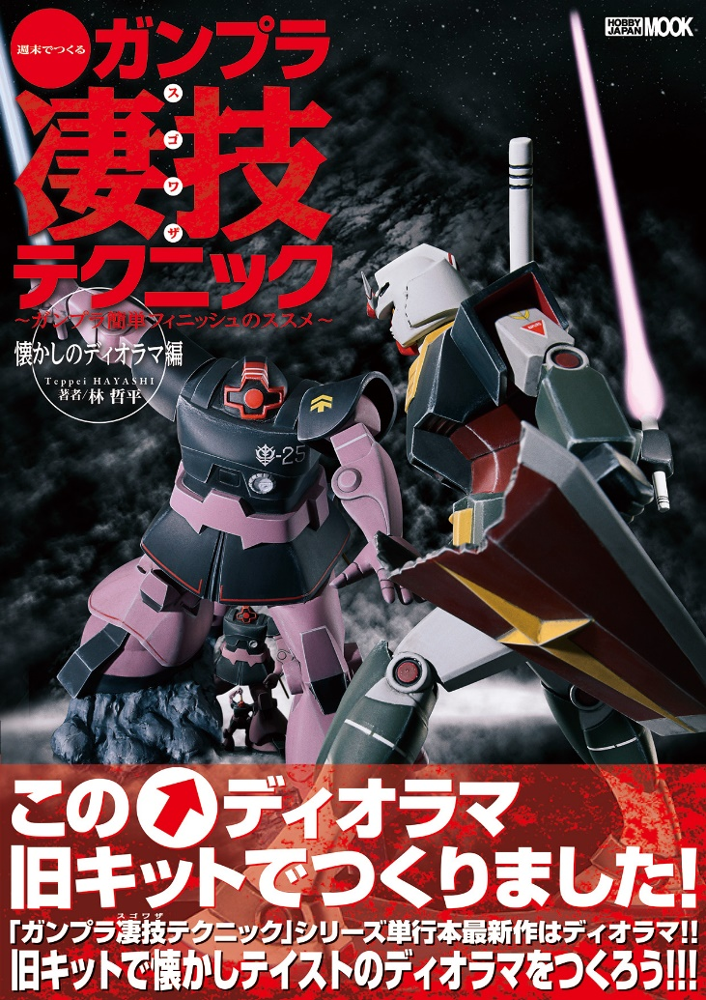 HOBBY JAPAN MOOK
週末でつくる
ガンプラ
凄技
スゴワザ
テクニック
～ガンプラ簡単フィニッシュのススメ～
懐かしのディオラマ編
Teppei HAYASHI
著者/林 哲平
-25
この
ディオラマ
旧キットでつくりました!
スゴワザ
「ガンプラ凄技テクニック」シリーズ単行本最新作はディオラマ!!
旧キットで懐かしテイストのディオラマをつくろう!!!